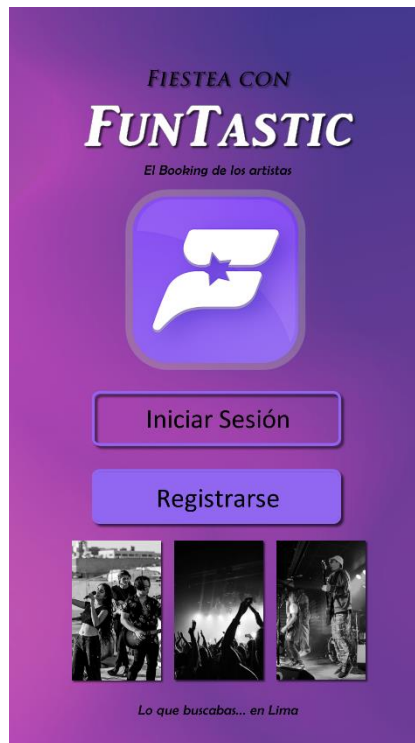 FIESTEA CON
FUNTASTIC
El Booking de los artistas
Iniciar Sesión
Registrarse
Lo que buscabas... en Lima